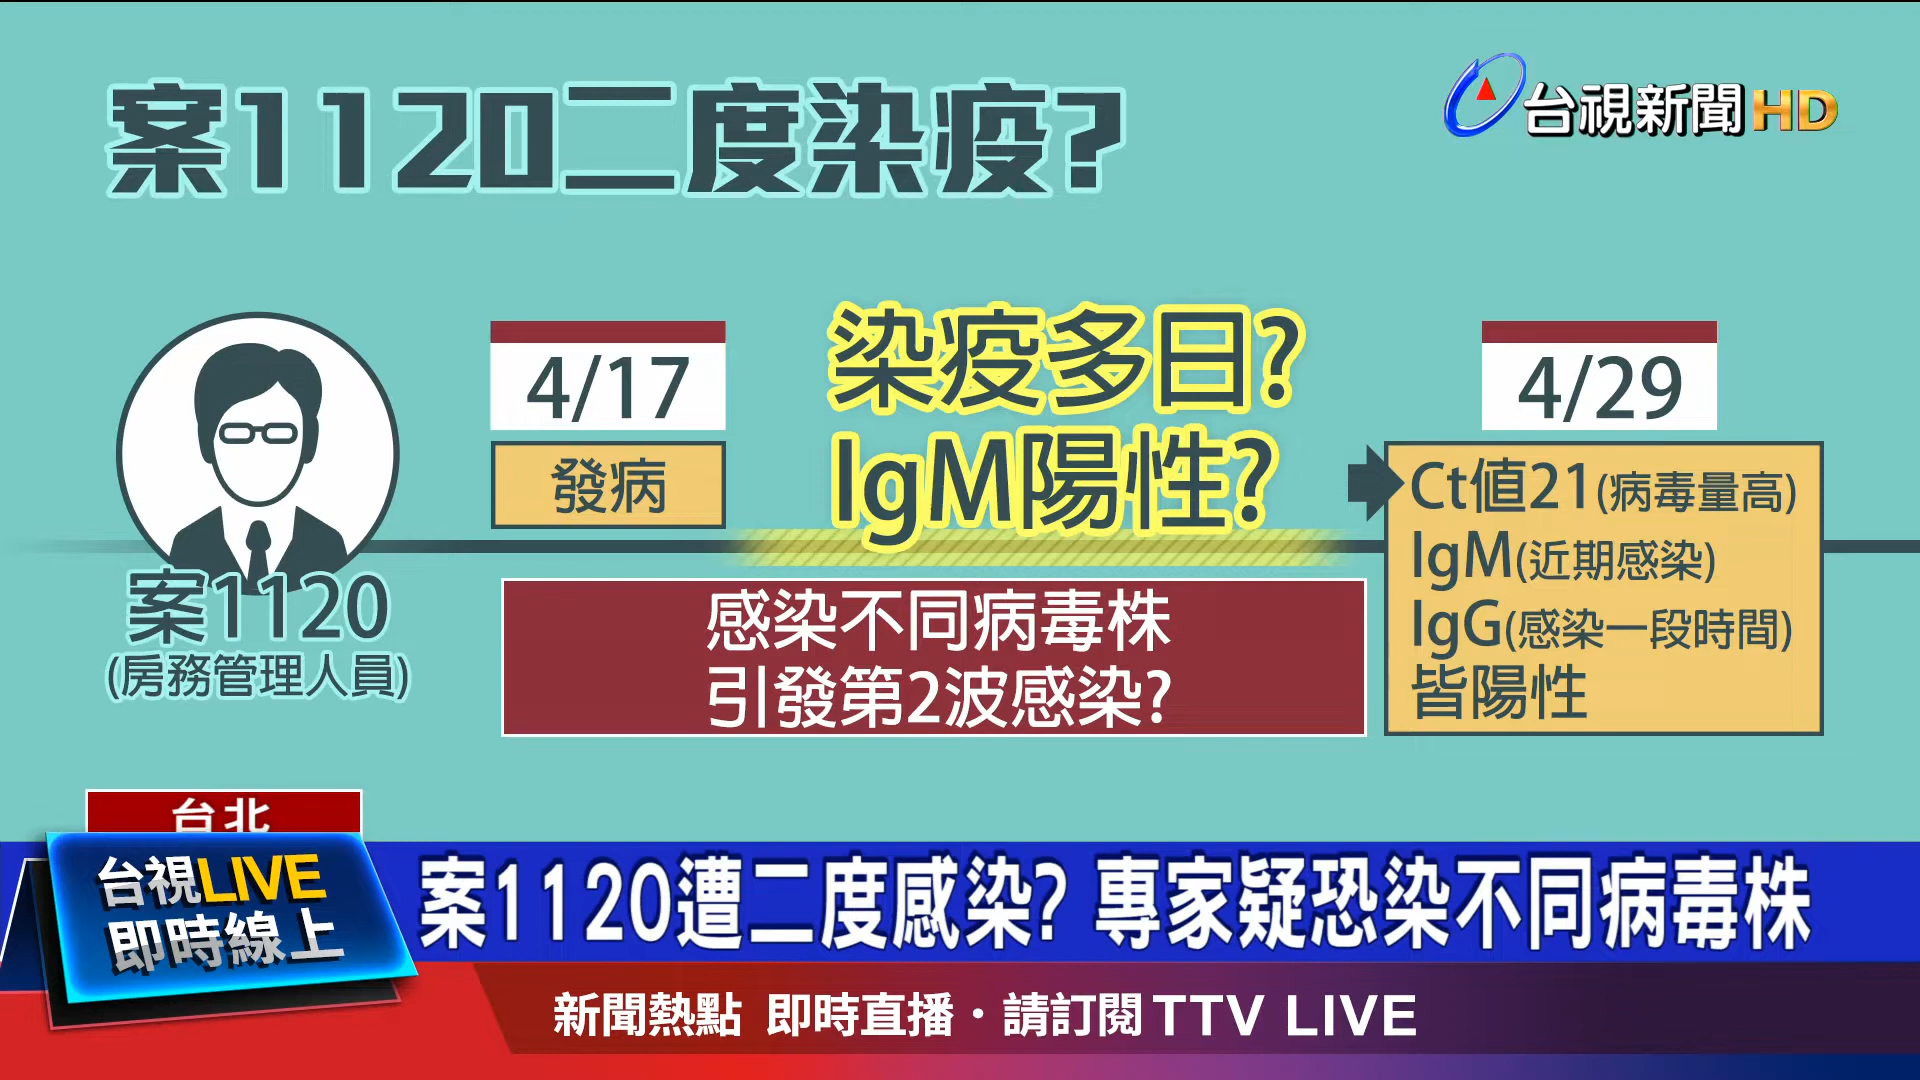 案1120二度染疫?
台視新聞HD
4/17
發病
染疫多日?
IgM陽性?
4/29
Ct值21(病毒量高)
IgM(近期感染)
IgG(感染一段時間)
皆陽性
案1120
(房務管理人員)
感染不同病毒株
引發第2波感染?
台北
台視LIVE
即時線上
案1120遭二度感染? 專家疑恐染不同病毒株
新聞熱點 即時直播・請訂閱TTV LIVE